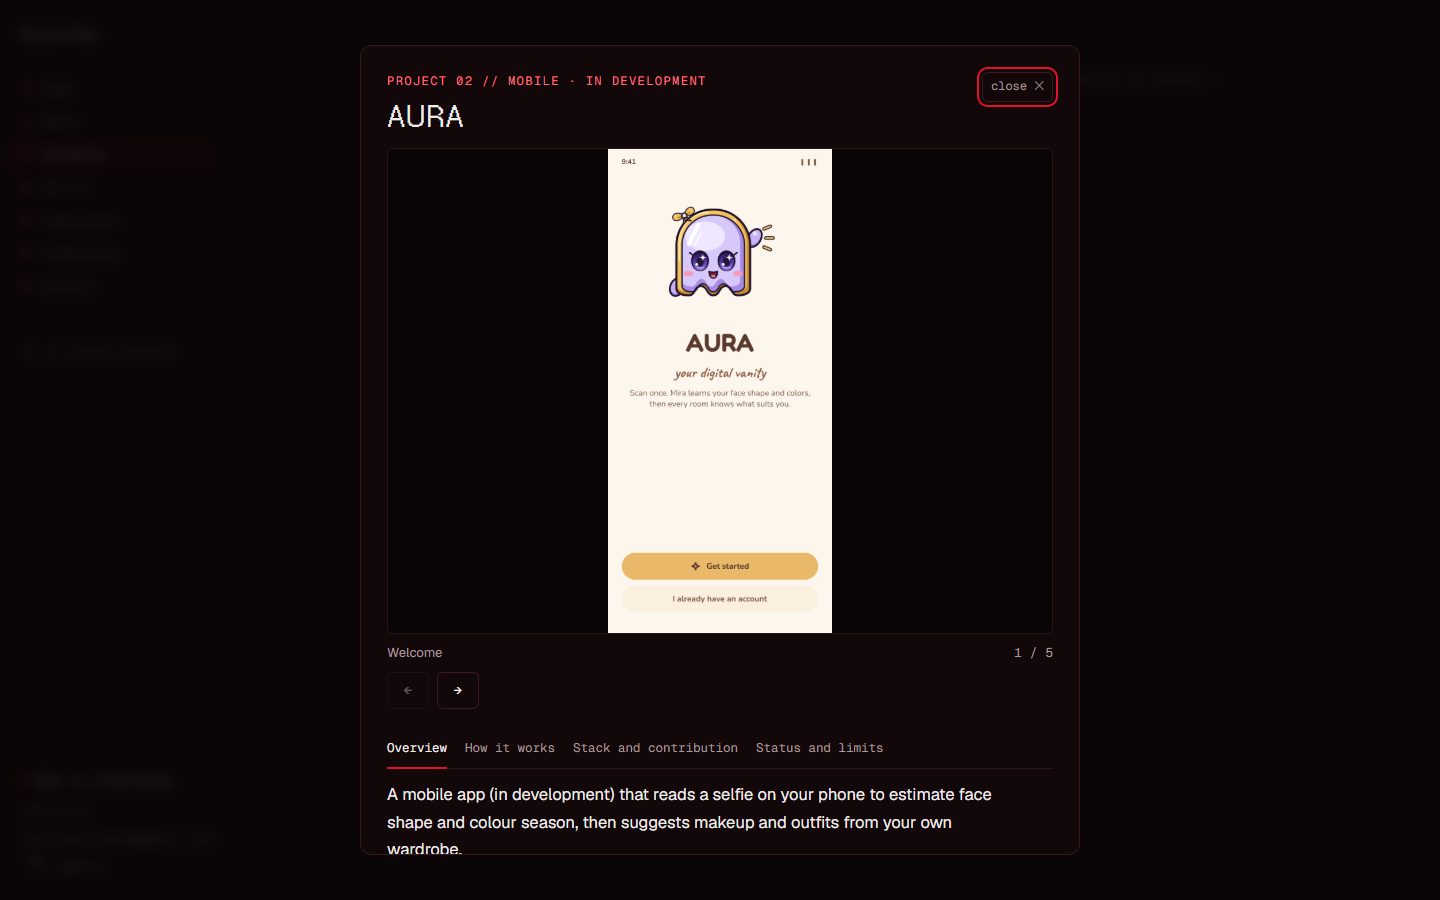 PROJECT 02 // MOBILE · IN DEVELOPMENT
close ×
AURA
9:41
AURA
your digital vanity
Scan once. Mira learns your face shape and colors,
then every room knows what suits you.
Get started
I already have an account
Welcome
1 / 5
← →
Overview How it works Stack and contribution Status and limits
A mobile app (in development) that reads a selfie on your phone to estimate face
shape and colour season, then suggests makeup and outfits from your own
wardrobe.